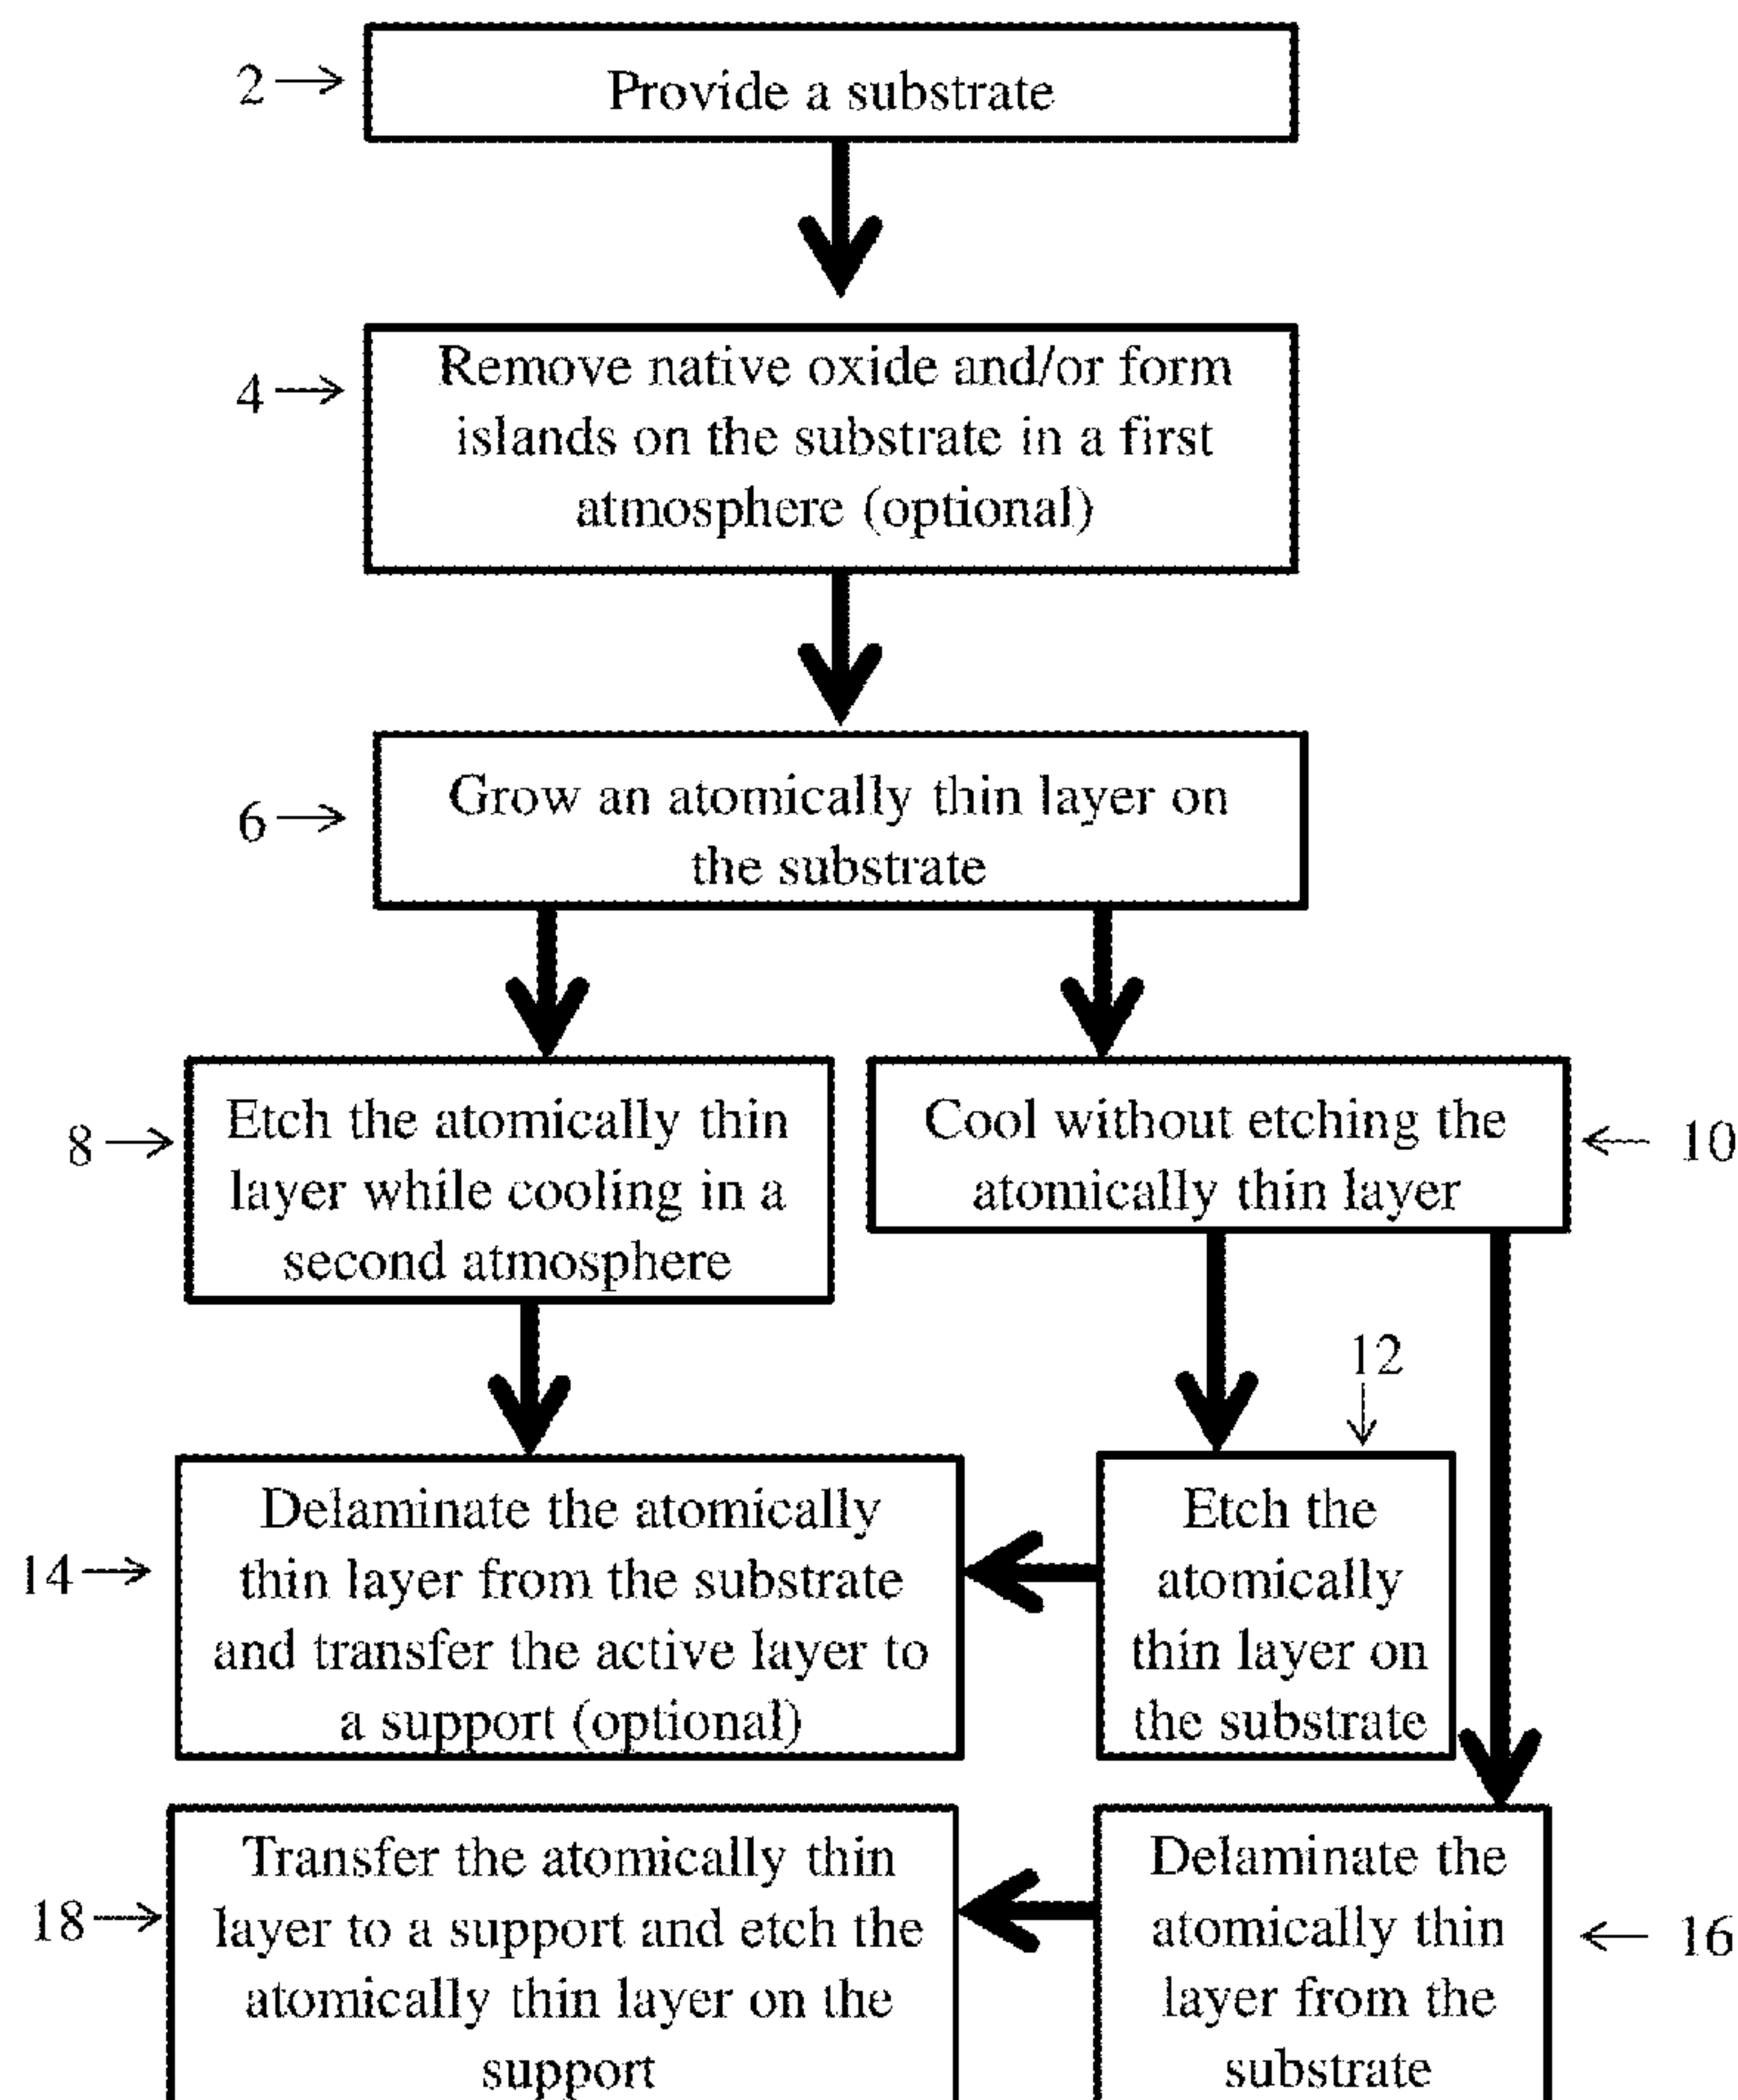 2
Provide a substrate
4
Remove native oxide and/or form
islands on the substrate in a first
atmosphere (optional)
6
Grow an atomically thin layer on
the substrate
8
Etch the atomically thin
layer while cooling in a
second atmosphere
Cool without etching the
atomically thin layer
10
12
14
Delaminate the atomically
thin layer from the substrate
and transfer the active layer to
a support (optional)
Etch the
atomically
thin layer on
the substrate
18
Transfer the atomically thin
layer to a support and etch the
atomically thin layer on the
support
Delaminate the
atomically thin
layer from the
substrate
16